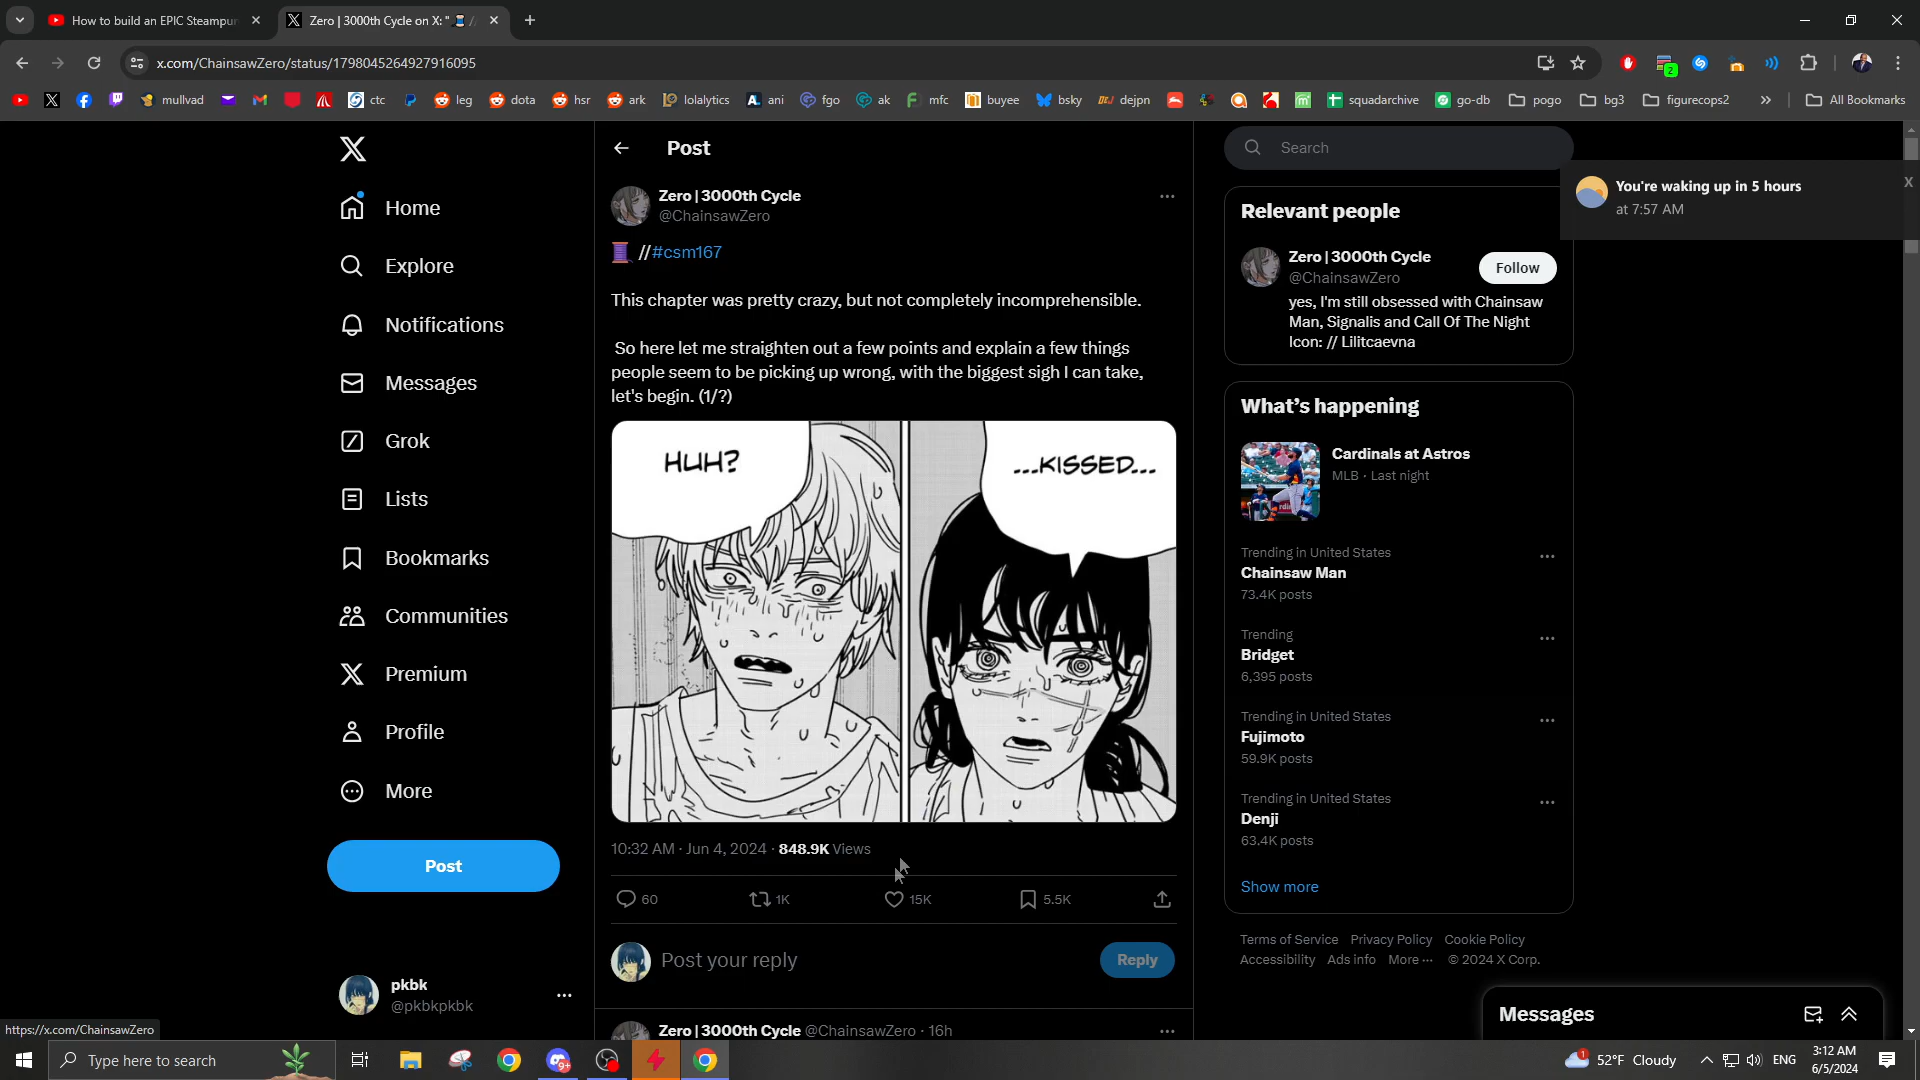 How to build an EPIC Steampu
Zero | 3000th Cycle on X: "
x.com/ChainsawZero/status/1798045264927916095
2
mullvad
ctc
leg
dota
hsr
ark
lolalytics
ani
fgo
ak
mfc
buyee
bsky
dejpn
squadarchive
go-db
pogo
bg3
figurecops2
All Bookmarks
Home
Explore
Notifications
Messages
Grok
Lists
Bookmarks
Communities
Premium
Profile
More
Post
pkbk
@pkbkpkbk
https://x.com/ChainsawZero
Post
Zero | 3000th Cycle
@ChainsawZero
//#csm167
This chapter was pretty crazy, but not completely incomprehensible.
So here let me straighten out a few points and explain a few things
people seem to be picking up wrong, with the biggest sigh I can take,
let's begin. (1/?)
HUH?
...KISSED...
10:32 AM · Jun 4, 2024 · 848.9K Views
60
1K
15K
5.5K
Post your reply
Reply
Zero | 3000th Cycle @ChainsawZero · 16h
Search
You're waking up in 5 hours
at 7:57 AM
X
Relevant people
Zero | 3000th Cycle
@ChainsawZero
Follow
yes, I'm still obsessed with Chainsaw
Man, Signalis and Call Of The Night
Icon: // Lilitcaevna
What's happening
Cardinals at Astros
MLB · Last night
Trending in United States
Chainsaw Man
73.4K posts
Trending
Bridget
6,395 posts
Trending in United States
Fujimoto
59.9K posts
Trending in United States
Denji
63.4K posts
Show more
Terms of Service Privacy Policy Cookie Policy
Accessibility Ads info More ··· © 2024 X Corp.
Messages
Type here to search
9+
1
52°F Cloudy
ENG
3:12 AM
6/5/2024